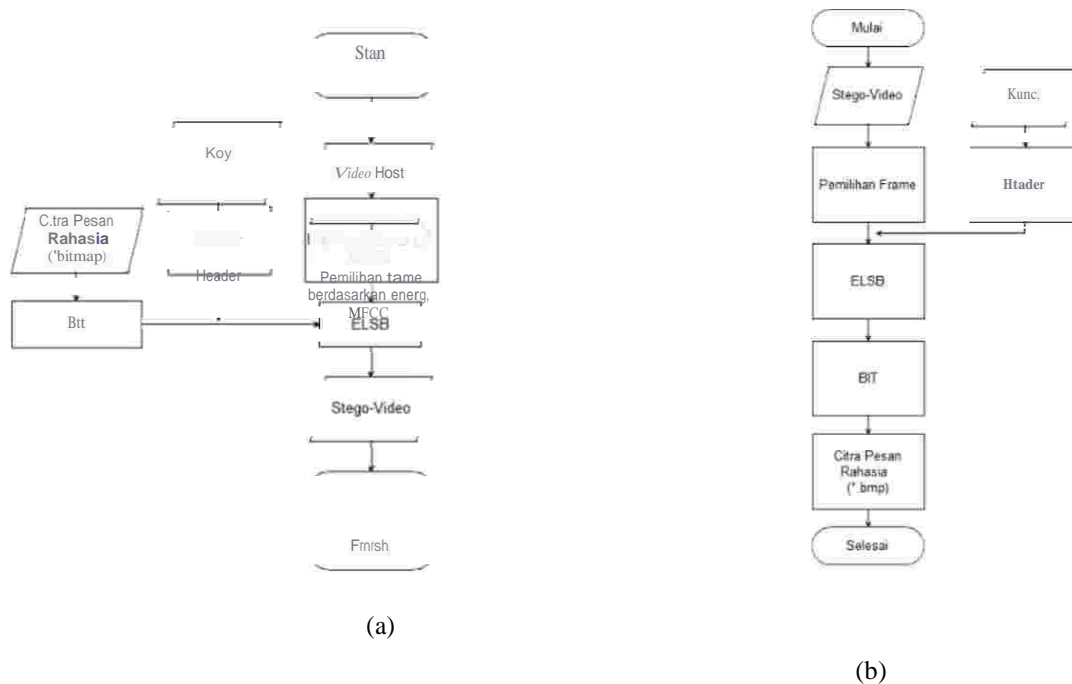 Stan
Koy
Video Host
C.tra Pesan
Rahasia
('bitmap)
Header
Pemilihan tame
berdasarkan energ,
MFCC
Btt
ELSB
Stego-Video
Frnrsh
(a)
Mulai
Stego-Video
Kunc,
Pemilihan Frame
Htader
ELSB
BIT
Citra Pesan
Rahasia
(*.bmp)
Selesai
(b)